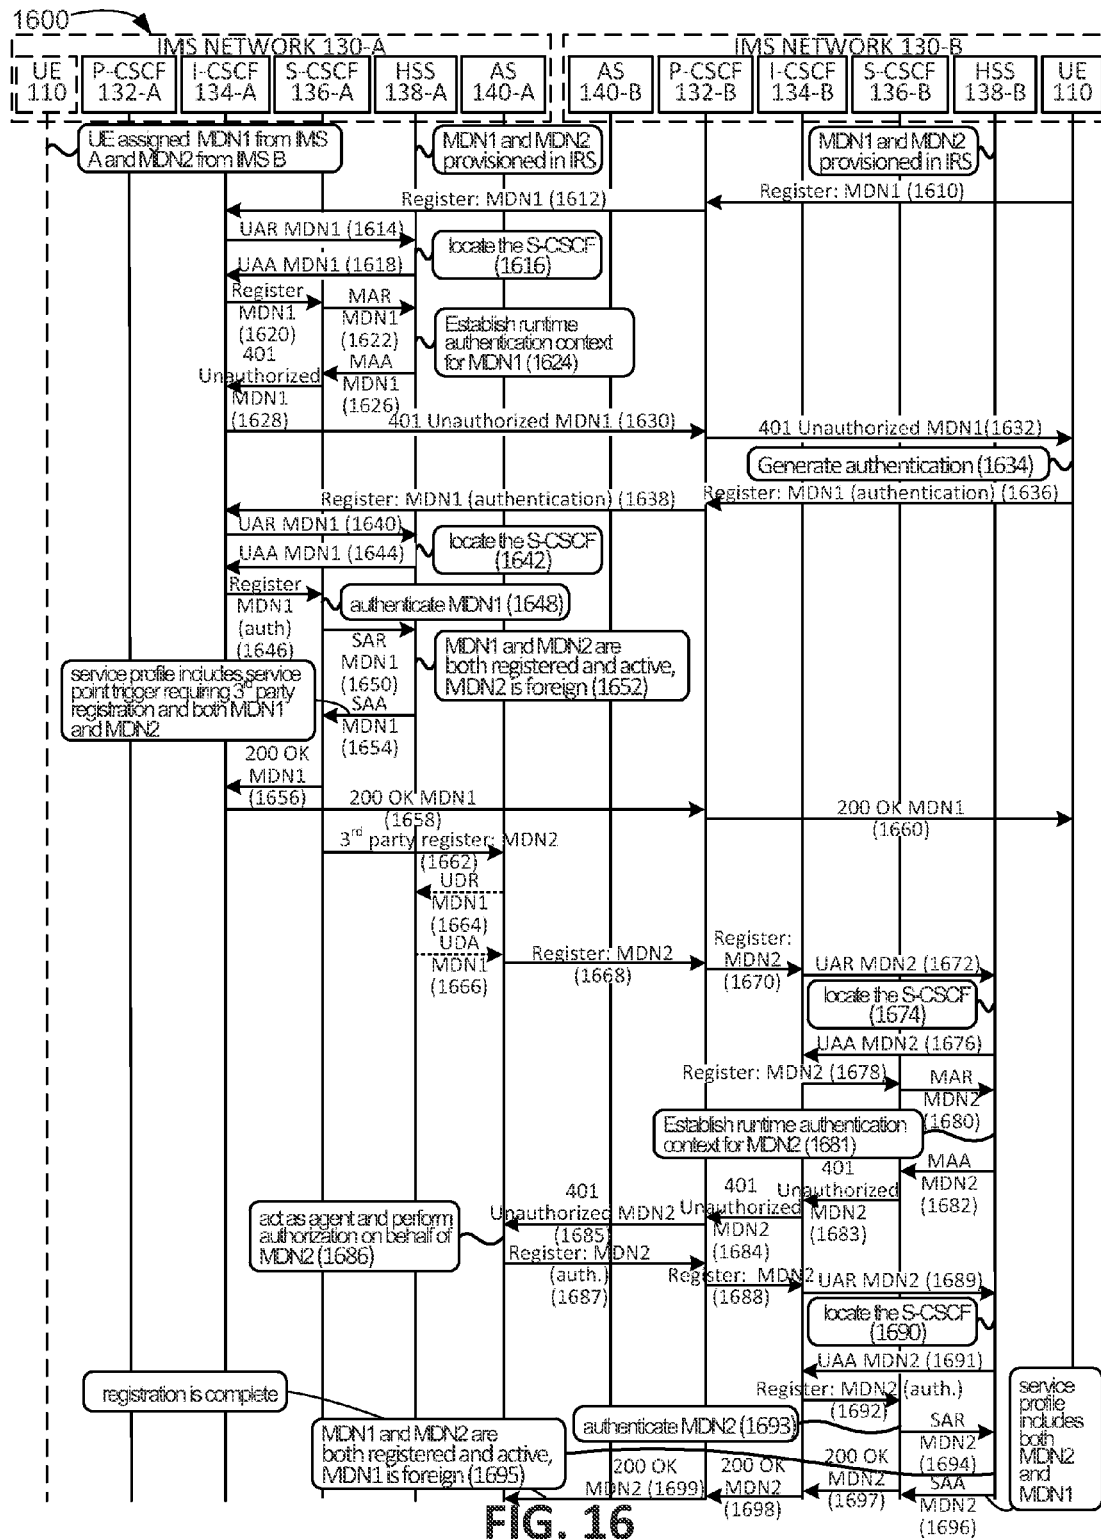 1600
IMS NETWORK 130-A
IMS NETWORK 130-B
UE
110
P-CSCF
132-A
I-CSCF
134-A
S-CSCF
136-A
HSS
138-A
AS
140-A
AS
140-B
P-CSCF
132-B
I-CSCF
134-B
S-CSCF
136-B
HSS
138-B
UE
110
UE assigned MDN1 from IMS
A and MDN2 from IMS B
MDN1 and MDN2
provisioned in IRS
MDN1 and MDN2
provisioned in IRS
Register: MDN1 (1610)
Register: MDN1 (1612)
UAR MDN1 (1614)
locate the S-CSCF
(1616)
UAA MDN1 (1618)
Register
MDN1
(1620)
MAR
MDN1
(1622)
Establish runtime
authentication context
for MDN1 (1624)
MAA
MDN1
(1626)
401
Unauthorized
MDN1
(1628)
401 Unauthorized MDN1 (1630)
401 Unauthorized MDN1(1632)
Generate authentication (1634)
Register: MDN1 (authentication) (1636)
Register: MDN1 (authentication) (1638)
UAR MDN1 (1640)
locate the S-CSCF
(1642)
UAA MDN1 (1644)
Register
MDN1
(auth)
(1646)
authenticate MDN1 (1648)
SAR
MDN1
(1650)
MDN1 and MDN2 are
both registered and active,
MDN2 is foreign (1652)
service profile includes service
point trigger requiring 3rd party
registration and both MDN1
and MDN2
SAA
MDN1
(1654)
200 OK
MDN1
(1656)
200 OK MDN1
(1658)
200 OK MDN1
(1660)
3rd party register: MDN2
(1662)
UDR
MDN1
(1664)
UDA
MDN1
(1666)
Register: MDN2
(1668)
Register:
MDN2
(1670)
UAR MDN2 (1672)
locate the S-CSCF
(1674)
UAA MDN2 (1676)
Register: MDN2 (1678)
MAR
MDN2
(1680)
Establish runtime authentication
context for MDN2 (1681)
MAA
MDN2
(1682)
401
Unauthorized
MDN2
(1683)
401
Unauthorized
MDN2
(1684)
401
Unauthorized MDN2
(1685)
act as agent and perform
authorization on behalf of
MDN2 (1686)
Register: MDN2
(auth.)
(1687)
Register: MDN2
(1688)
UAR MDN2 (1689)
locate the S-CSCF
(1690)
UAA MDN2 (1691)
Register: MDN2 (auth.)
(1692)
authenticate MDN2 (1693)
SAR
MDN2
(1694)
service
profile
includes
both
MDN2
and
MDN1
registration is complete
MDN1 and MDN2 are
both registered and active,
MDN1 is foreign (1695)
SAA
MDN2
(1696)
200 OK
MDN2
(1697)
200 OK
MDN2
(1698)
200 OK
MDN2 (1699)
FIG. 16